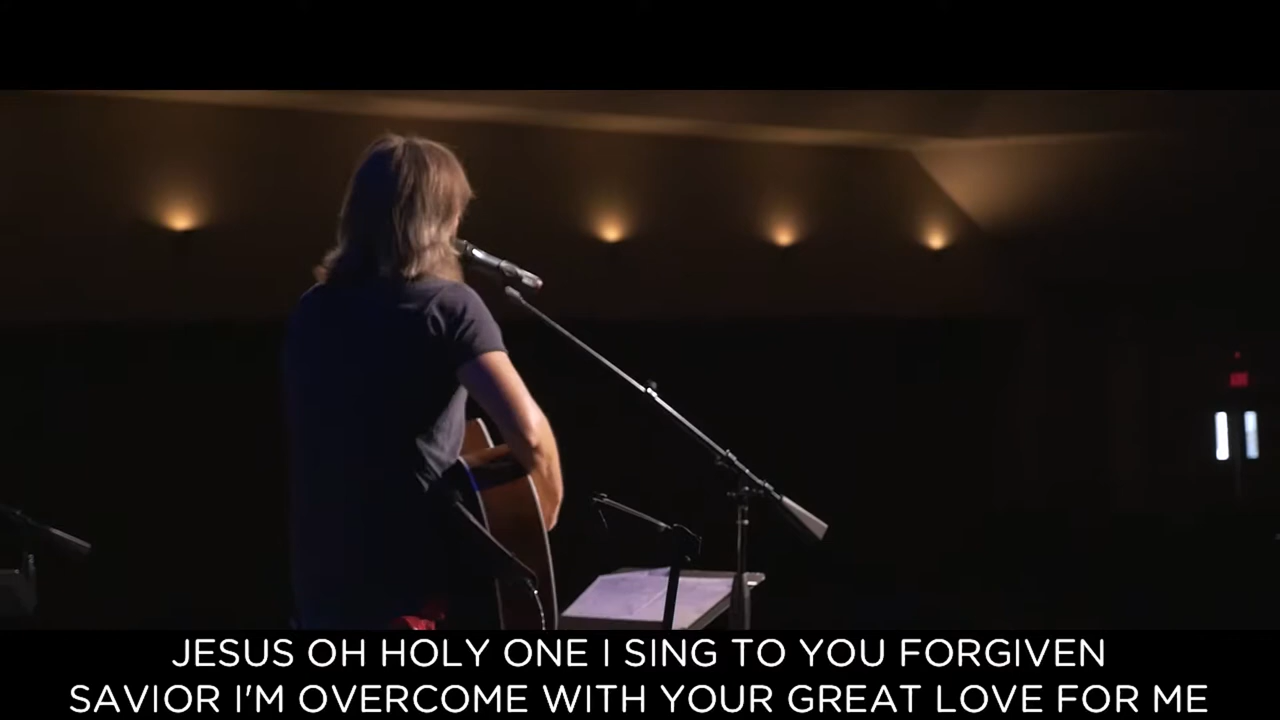 JESUS OH HOLY ONE I SING TO YOU FORGIVEN
SAVIOR I'M OVERCOME WITH YOUR GREAT LOVE FOR ME